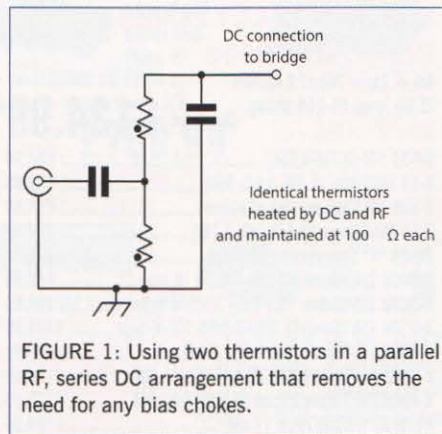 DC connection
to bridge
Identical thermistors
heated by DC and RF
and maintained at 100 Ω each
FIGURE 1: Using two thermistors in a parallel
RF, series DC arrangement that removes the
need for any bias chokes.